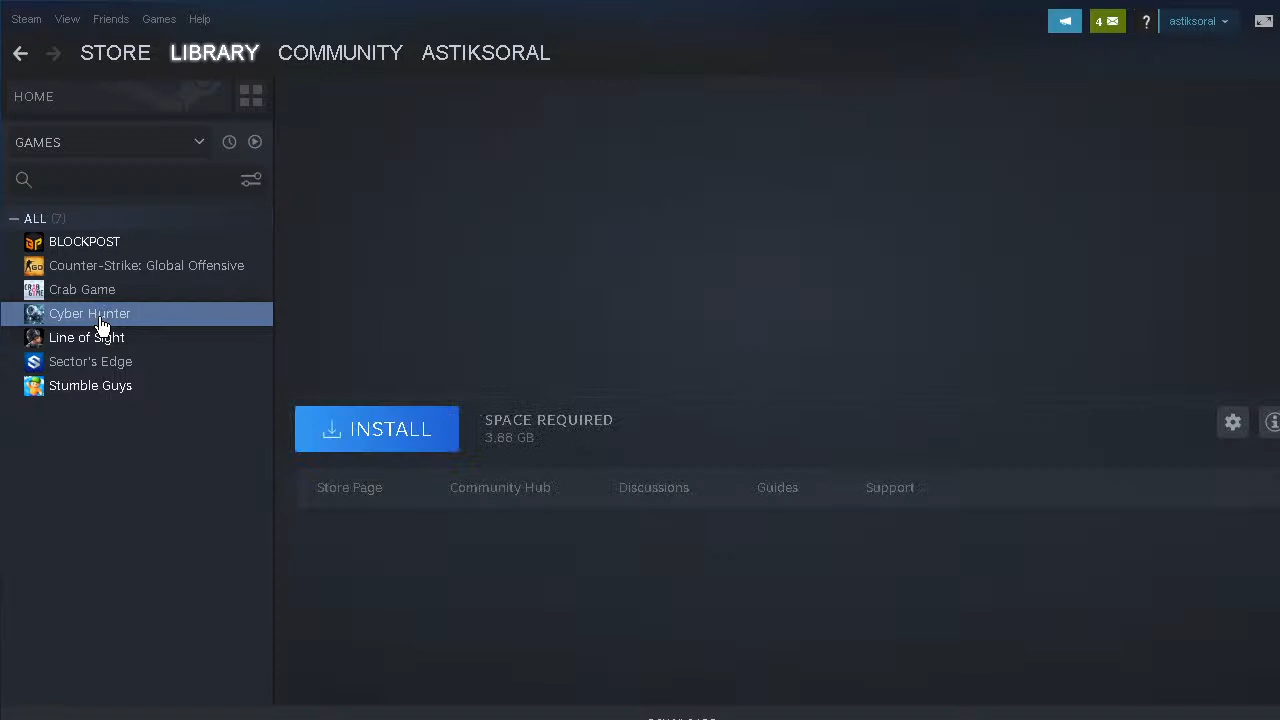 Steam View Friends Games Help
4 ? astiksoral
STORE LIBRARY COMMUNITY ASTIKSORAL
HOME
GAMES
ALL (7)
BLOCKPOST
Counter-Strike: Global Offensive
Crab Game
Cyber Hunter
Line of Sight
Sector's Edge
Stumble Guys
INSTALL
SPACE REQUIRED
3.88 GB
Store Page Community Hub Discussions Guides Support